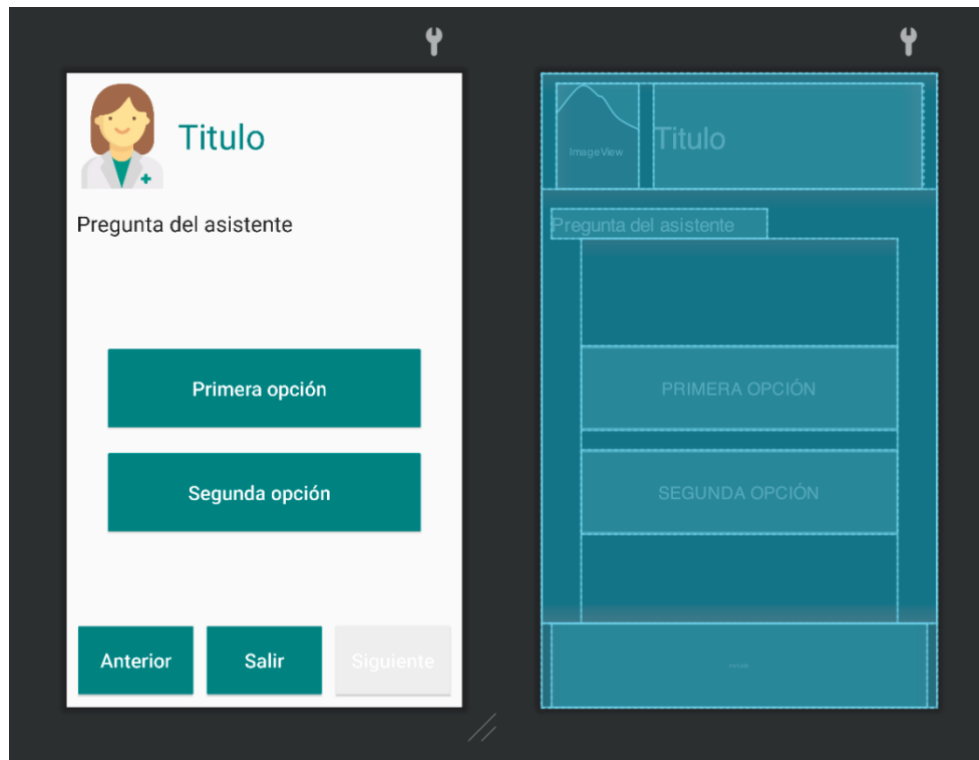 Titulo
Pregunta del asistente
Primera opción
Segunda opción
Anterior Salir Siguiente
ImageView
Titulo
Pregunta del asistente
PRIMERA OPCIÓN
SEGUNDA OPCIÓN